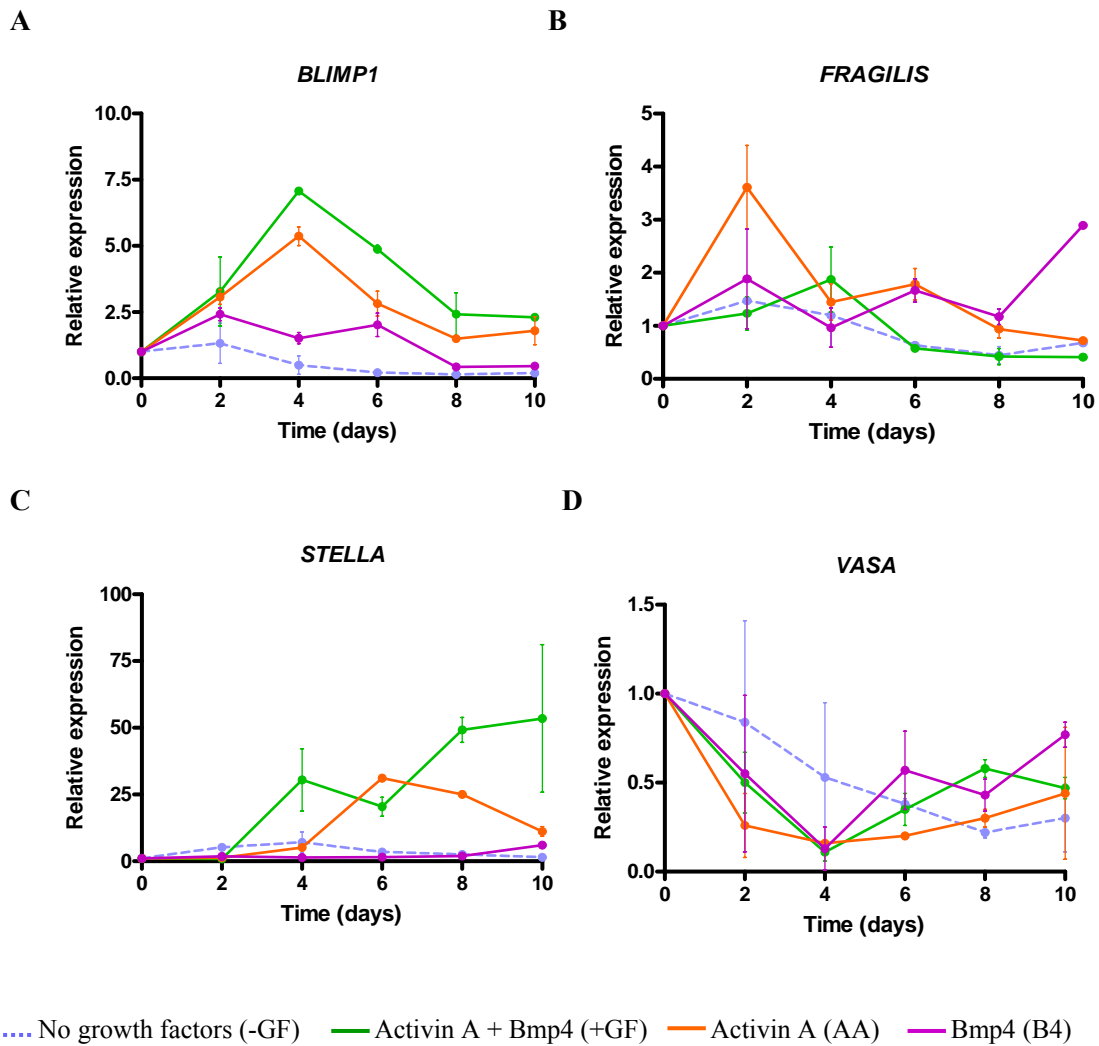 A
B
BLIMP1
FRAGILIS
Relative expression
10.0
7.5
5.0
2.5
0.0
0 2 4 6 8 10
Time (days)
Relative expression
5
4
3
2
1
0
0 2 4 6 8 10
Time (days)
C
D
STELLA
VASA
Relative expression
100
75
50
25
0
0 2 4 6 8 10
Time (days)
Relative expression
1.5
1.0
0.5
0.0
0 2 4 6 8 10
Time (days)
No growth factors (-GF) Activin A + Bmp4 (+GF) Activin A (AA) Bmp4 (B4)